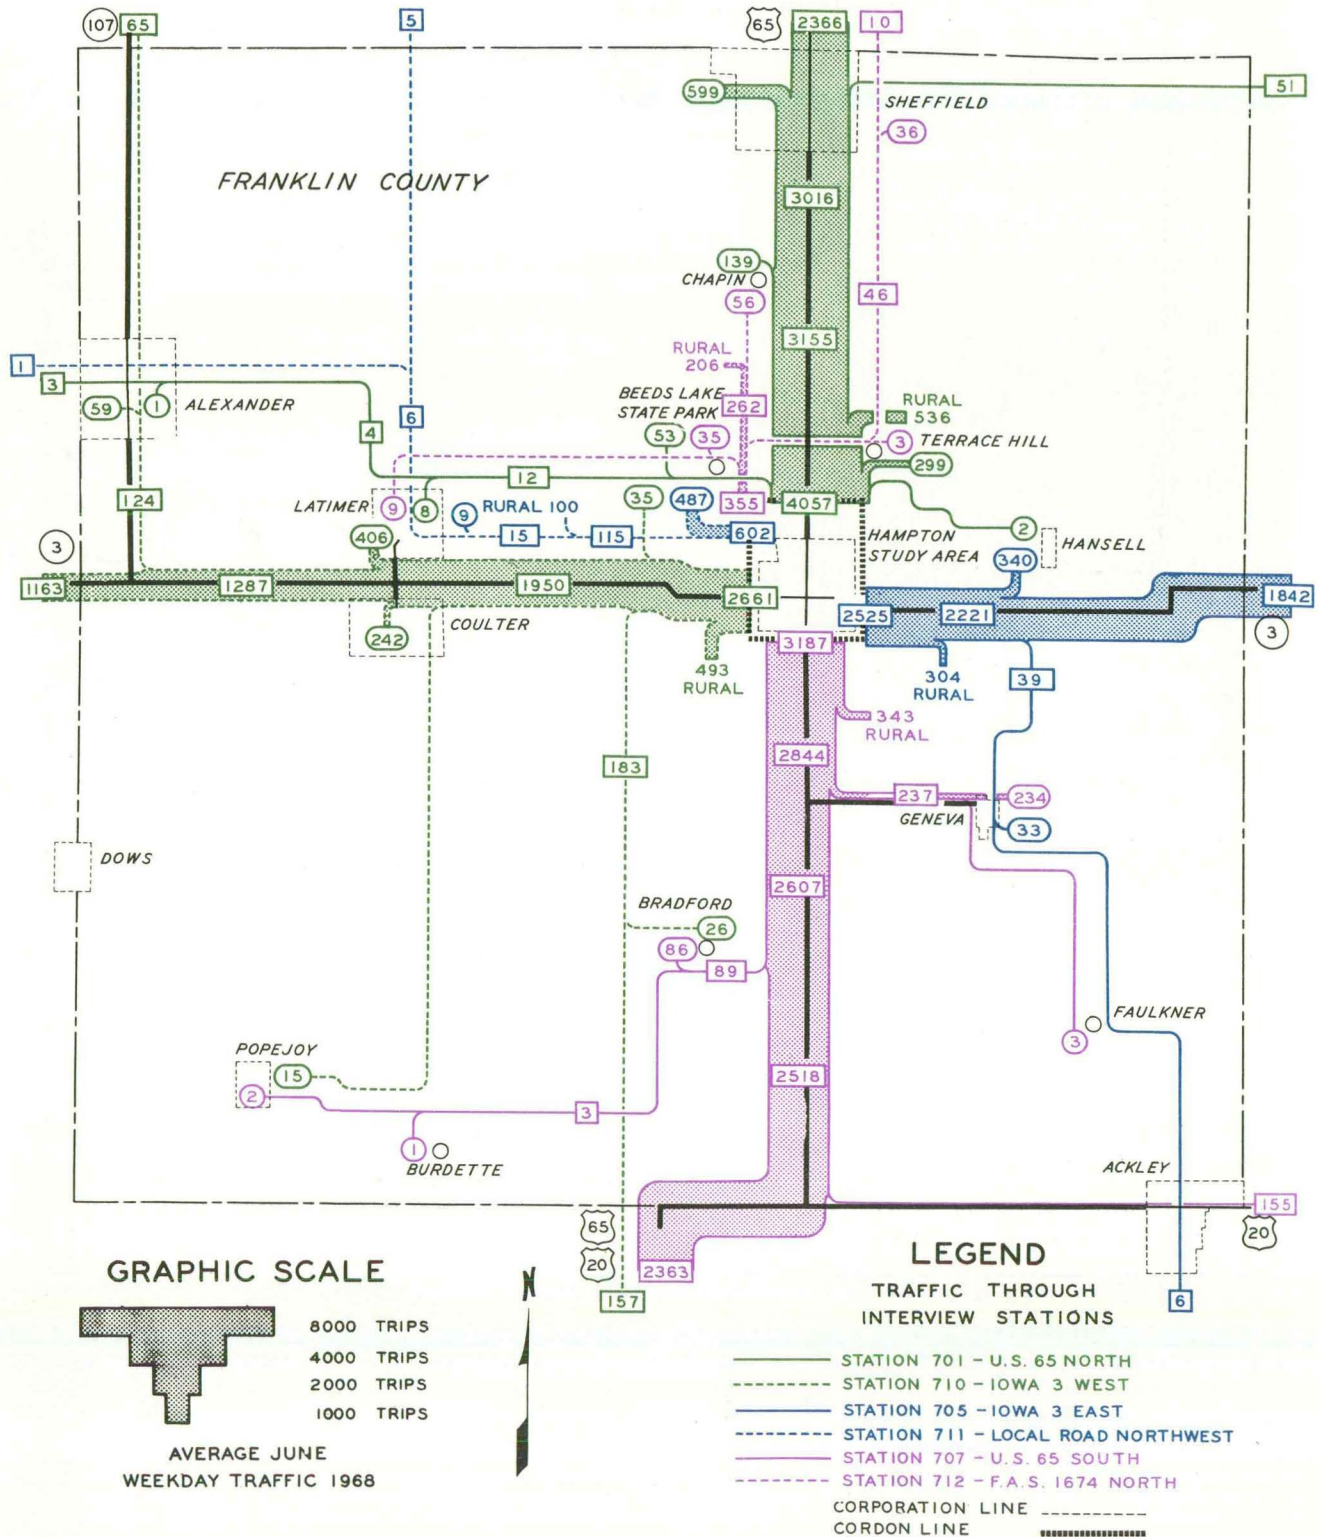 107 65
5
65 2366 10
599
SHEFFIELD
51
36
FRANKLIN COUNTY
3016
139
CHAPIN
56
46
3155
RURAL
206
1
3
59
1
ALEXANDER
4
6
BEEDS LAKE
STATE PARK
262
RURAL
536
53
35
3
TERRACE HILL
299
12
124
LATIMER
9
8
9
RURAL 100
35
487
355
4057
2
406
15
115
602
HAMPTON
STUDY AREA
340
HANSELL
3
1163
1287
1950
2661
2525
2221
1842
3
242
COULTER
493
RURAL
3187
304
RURAL
39
343
RURAL
183
2844
237
234
GENEVA
33
DOWS
2607
BRADFORD
26
86
89
FAULKNER
3
POPEJOY
15
2
3
2518
1
BURDETTE
ACKLEY
155
65
20
20
2363
157
6
GRAPHIC SCALE
8000 TRIPS
4000 TRIPS
2000 TRIPS
1000 TRIPS
AVERAGE JUNE
WEEKDAY TRAFFIC 1968
N
LEGEND
TRAFFIC THROUGH
INTERVIEW STATIONS
STATION 701 - U.S. 65 NORTH
STATION 710 - IOWA 3 WEST
STATION 705 - IOWA 3 EAST
STATION 711 - LOCAL ROAD NORTHWEST
STATION 707 - U.S. 65 SOUTH
STATION 712 - F.A.S. 1674 NORTH
CORPORATION LINE
CORDON LINE